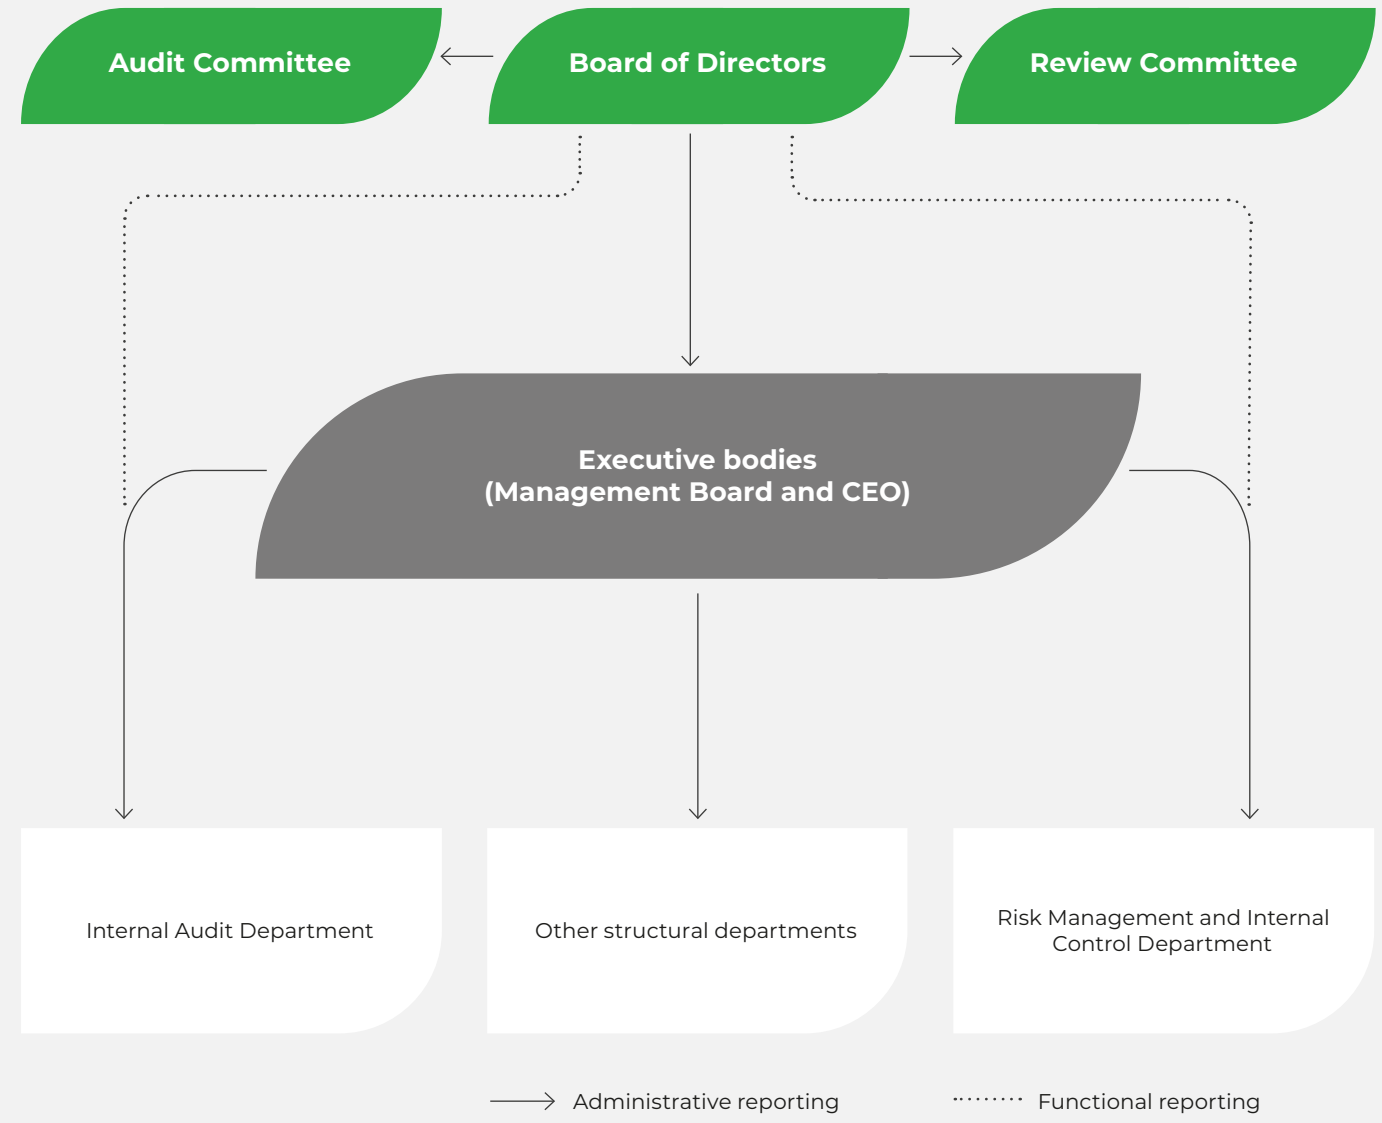 Audit Committee
Board of Directors
Review Committee
Executive bodies
(Management Board and CEO)
Internal Audit Department
Other structural departments
Risk Management and Internal
Control Department
Administrative reporting
Functional reporting